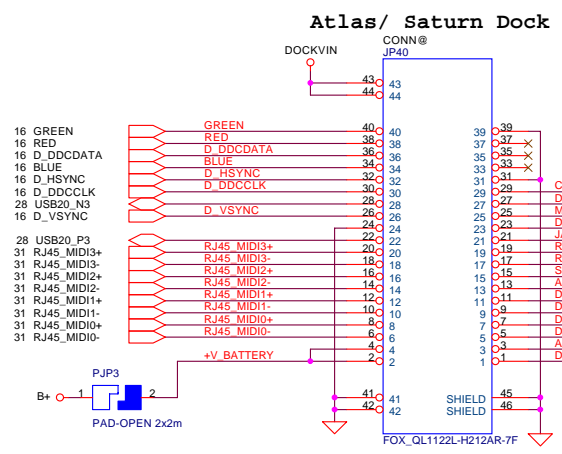 Atlas/ Saturn Dock
CONN@
DOCKVIN
JP40
43 43
44 44
16 GREEN GREEN 40 40 39 39
16 RED RED 38 38 37 37
16 D_DDCDATA D_DDCDATA 36 36 35 35
16 BLUE BLUE 34 34 33 33
16 D_HSYNC D_HSYNC 32 32 31 31
16 D_DDCCLK D_DDCCLK 30 30 29 29
28 USB20_N3 28 28 27 27
16 D_VSYNC D_VSYNC 26 26 25 25
24 24 23 23
28 USB20_P3 22 22 21 21
31 RJ45_MIDI3+ RJ45_MIDI3+ 20 20 19 19
31 RJ45_MIDI3- RJ45_MIDI3- 18 18 17 17
31 RJ45_MIDI2+ RJ45_MIDI2+ 16 16 15 15
31 RJ45_MIDI2- RJ45_MIDI2- 14 14 13 13
31 RJ45_MIDI1+ RJ45_MIDI1+ 12 12 11 11
31 RJ45_MIDI1- RJ45_MIDI1- 10 10 9 9
31 RJ45_MIDI0+ RJ45_MIDI0+ 8 8 7 7
31 RJ45_MIDI0- RJ45_MIDI0- 6 6 5 5
4 4 3 3
+V_BATTERY 2 2 1 1
PJP3
B+ 1 2
PAD-OPEN 2x2m
41 41 SHIELD 45
42 42 SHIELD 46
FOX_QL1122L-H212AR-7F